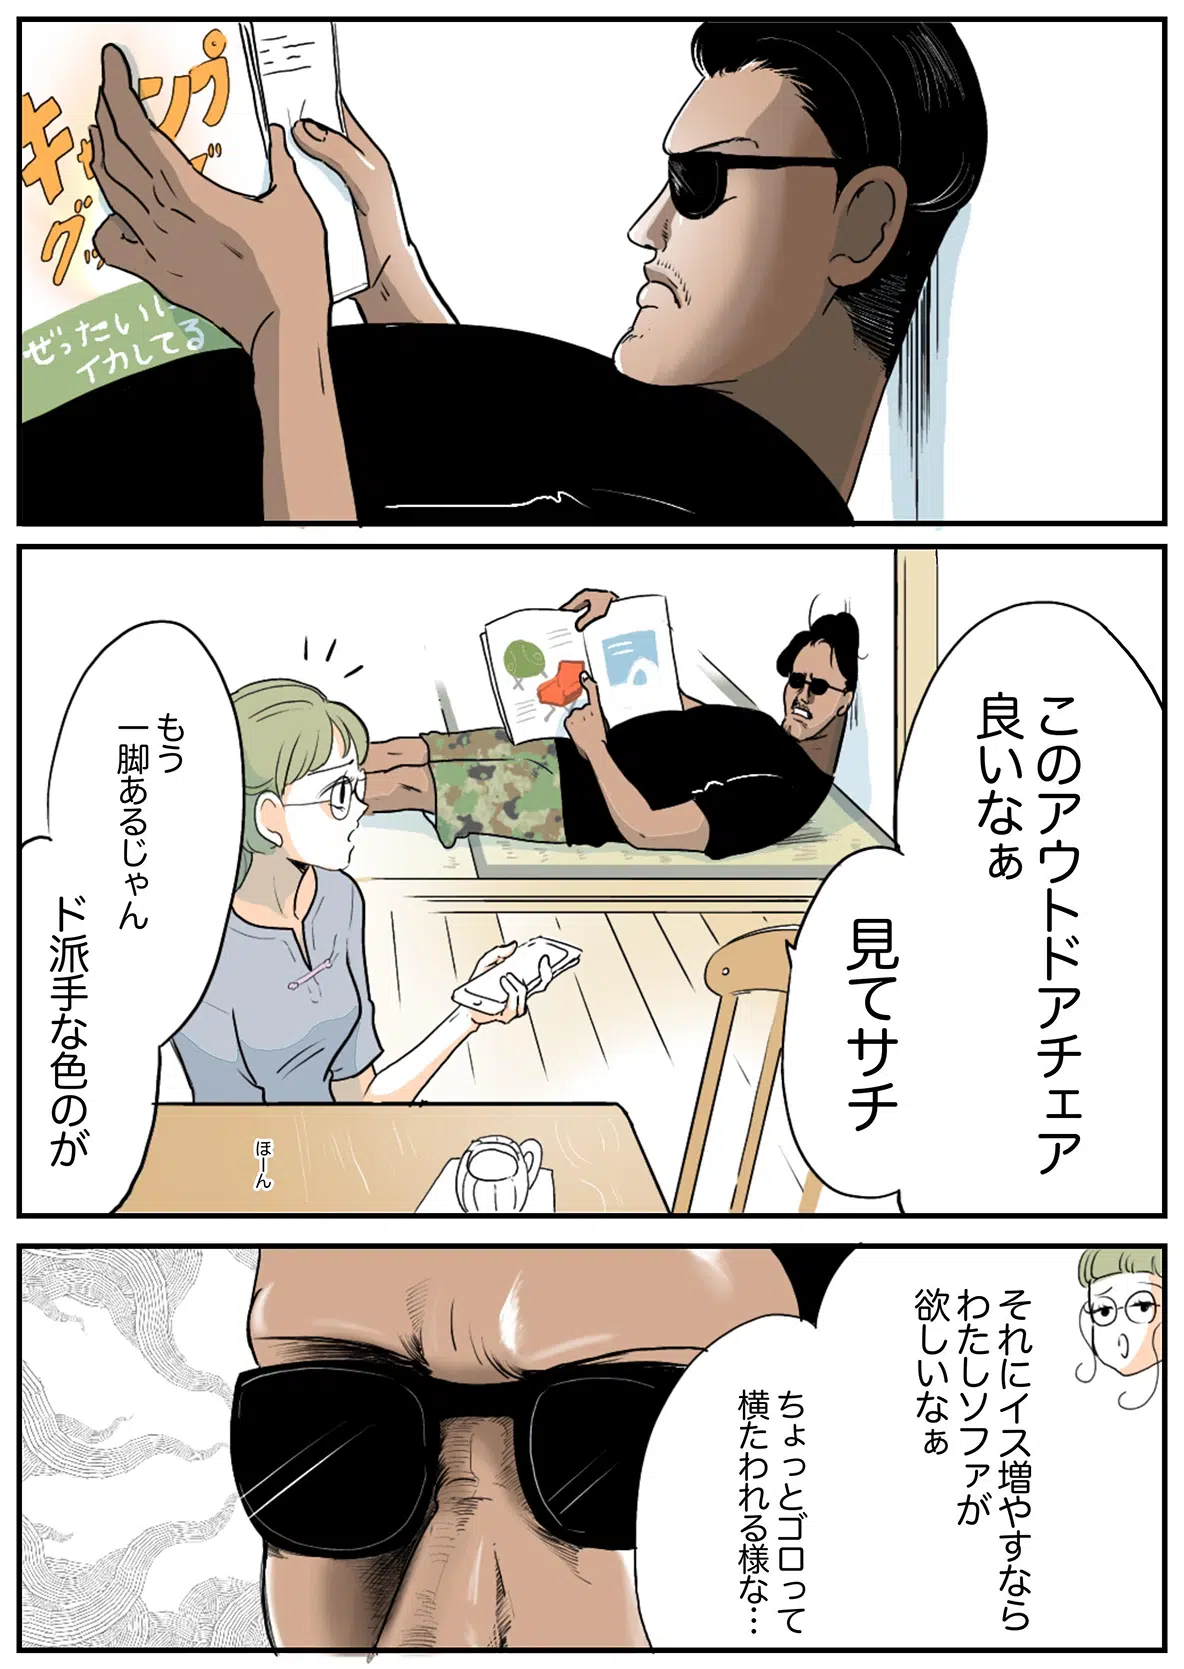 キャンプ
グッズ
ぜったいに
イカしてる
このアウトドアチェア
良いなぁ
見てサチ
もう
一脚あるじゃん
ド派手な色のが
ほーん
それにイス増やすなら
わたしソファが
欲しいなぁ
ちょっとゴロって
横たわれる様な…